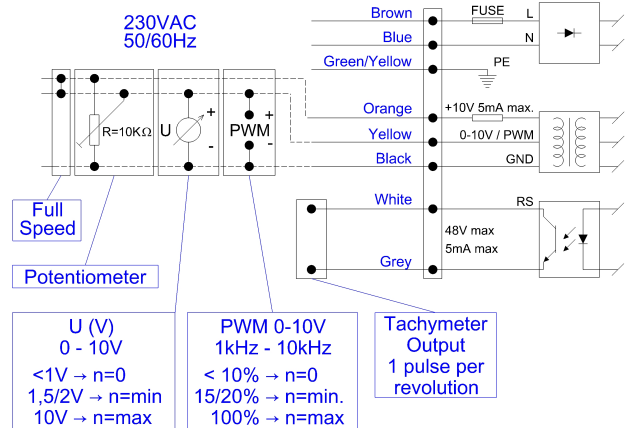 230VAC
50/60Hz
Brown
FUSE
L
Blue
N
Green/Yellow
PE
Orange
+10V 5mA max.
Yellow
0-10V / PWM
Black
GND
R=10KΩ
U
+
-
PWM
+
-
White
RS
48V max
5mA max
Grey
Full
Speed
Potentiometer
U (V)
0 - 10V
<1V → n=0
1,5/2V → n=min
10V → n=max
PWM 0-10V
1kHz - 10kHz
< 10% → n=0
15/20% → n=min.
100% → n=max
Tachymeter
Output
1 pulse per
revolution